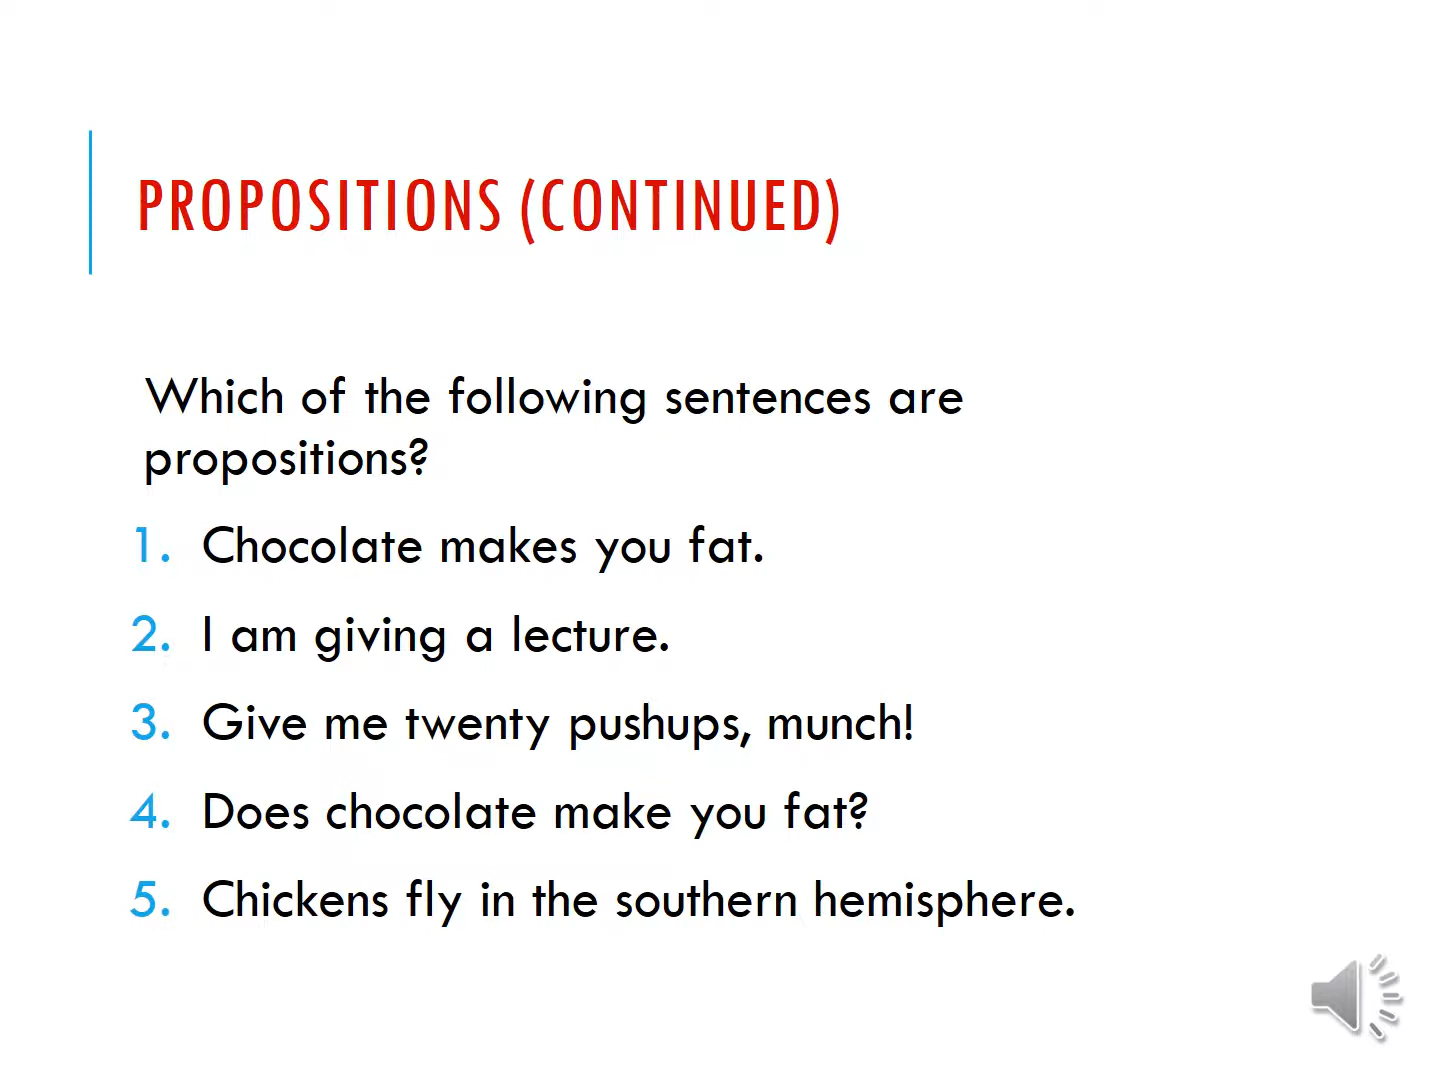 PROPOSITIONS (CONTINUED)
Which of the following sentences are
propositions?
1. Chocolate makes you fat.
2. I am giving a lecture.
3. Give me twenty pushups, munch!
4. Does chocolate make you fat?
5. Chickens fly in the southern hemisphere.